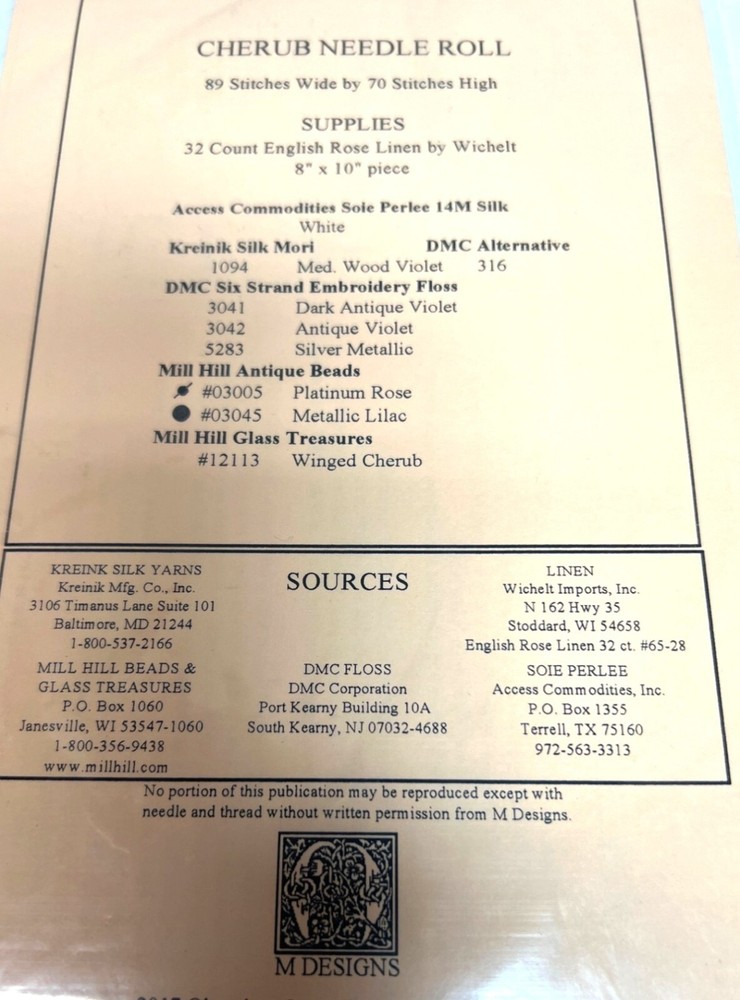 CHERUB NEEDLE ROLL
89 Stitches Wide by 70 Stitches High
SUPPLIES
32 Count English Rose Linen by Wichelt
8" x 10" piece
Access Commodities Soie Perlee 14M Silk
White
Kreinik Silk Mori DMC Alternative
1094 Med. Wood Violet 316
DMC Six Strand Embroidery Floss
3041 Dark Antique Violet
3042 Antique Violet
5283 Silver Metallic
Mill Hill Antique Beads
#03005 Platinum Rose
#03045 Metallic Lilac
Mill Hill Glass Treasures
#12113 Winged Cherub
SOURCES
KREINK SILK YARNS
Kreinik Mfg. Co., Inc.
3106 Timanus Lane Suite 101
Baltimore, MD 21244
1-800-537-2166
LINEN
Wichelt Imports, Inc.
N 162 Hwy 35
Stoddard, WI 54658
English Rose Linen 32 ct. #65-28
MILL HILL BEADS &
GLASS TREASURES
P.O. Box 1060
Janesville, WI 53547-1060
1-800-356-9438
www.millhill.com
DMC FLOSS
DMC Corporation
Port Kearny Building 10A
South Kearny, NJ 07032-4688
SOIE PERLEE
Access Commodities, Inc.
P.O. Box 1355
Terrell, TX 75160
972-563-3313
No portion of this publication may be reproduced except with
needle and thread without written permission from M Designs.
M DESIGNS